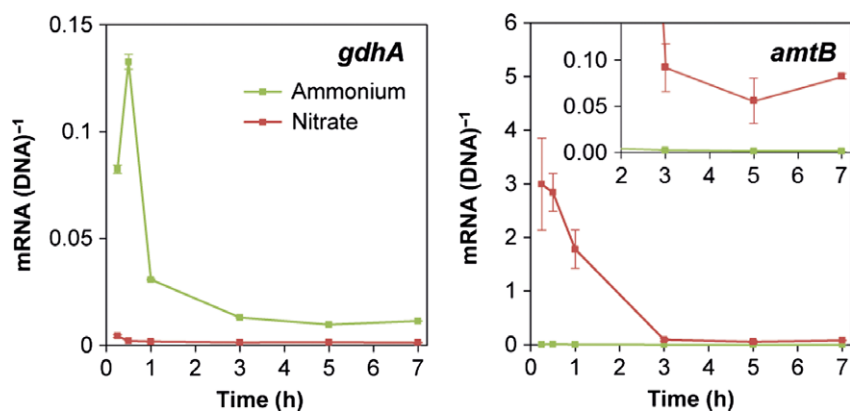 gdhA
Ammonium
Nitrate
mRNA (DNA)⁻¹
0.15
0.1
0.05
0
0 1 2 3 4 5 6 7
Time (h)
amtB
mRNA (DNA)⁻¹
6
5
4
3
2
1
0
0.10
0.05
0.00
2 3 4 5 6 7
0 1 2 3 4 5 6 7
Time (h)